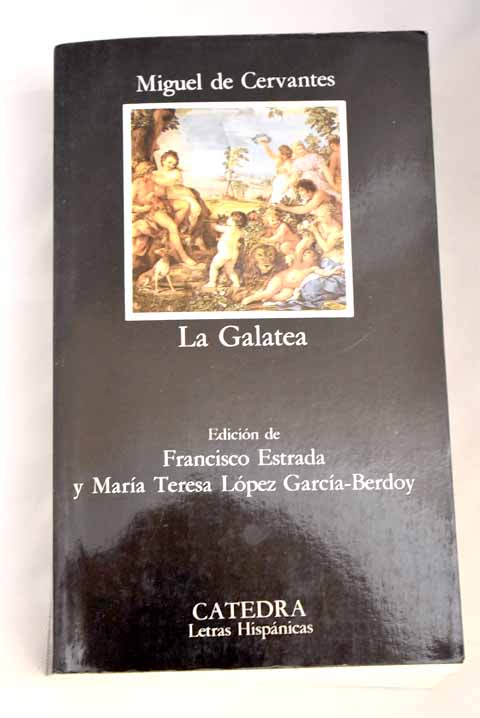 Miguel de Cervantes
La Galatea
Edición de
Francisco Estrada
y María Teresa López García-Berdoy
CATEDRA
Letras Hispánicas